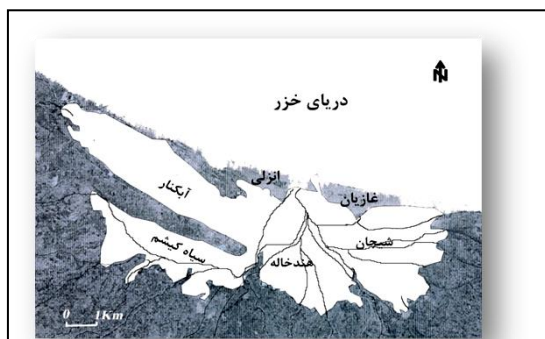 N
دریای خزر
انزلی
غازیان
آبکنار
شیجان
سیاه کیشم
هندخاله
0 1Km